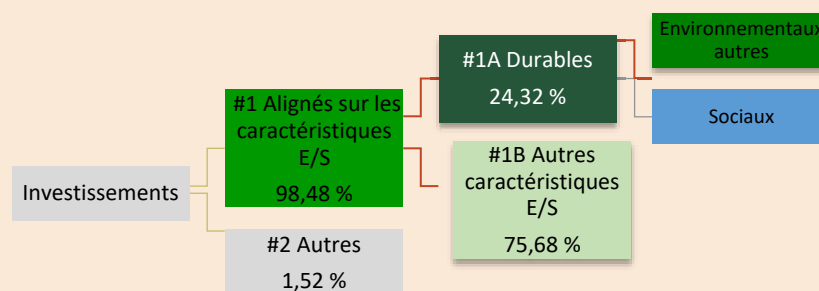 Investissements
#1 Alignés sur les
caractéristiques
E/S
98,48 %
#2 Autres
1,52 %
#1A Durables
24,32 %
#1B Autres
caractéristiques
E/S
75,68 %
Environnementaux
autres
Sociaux